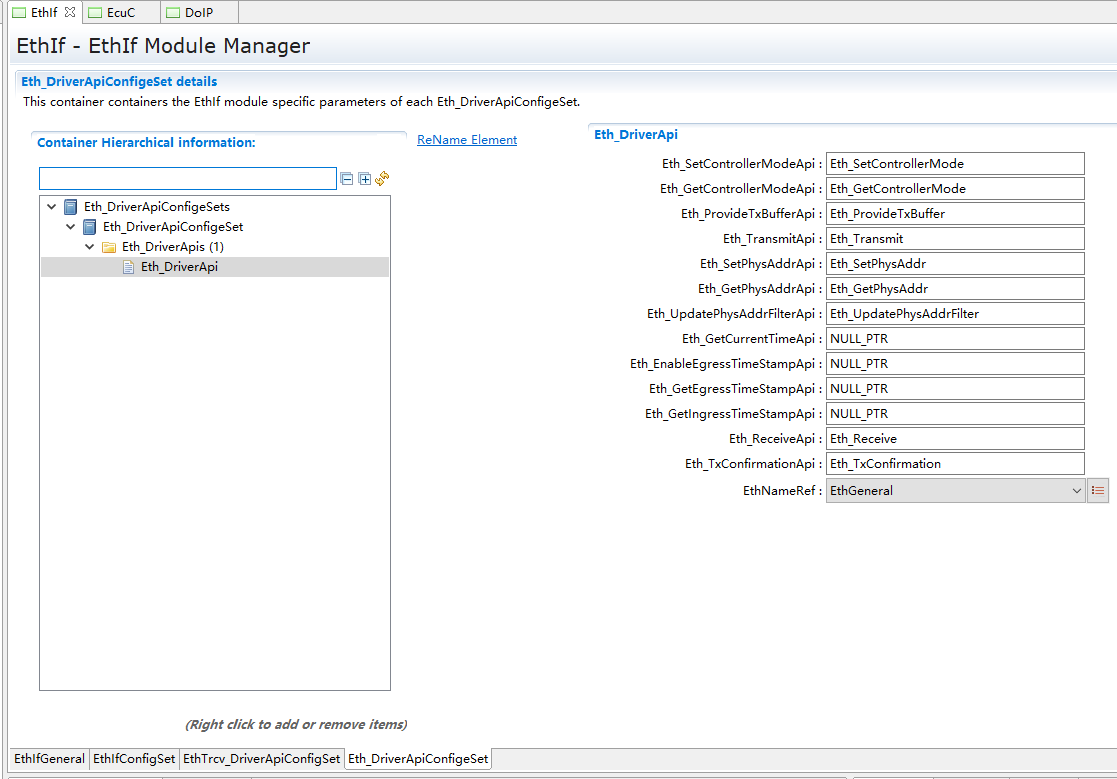 EthIf
EcuC
DoIP
EthIf - EthIf Module Manager
Eth_DriverApiConfigeSet details
This container containers the EthIf module specific parameters of each Eth_DriverApiConfigeSet.
Container Hierarchical information:
ReName Element
Eth_DriverApiConfigeSets
Eth_DriverApiConfigeSet
Eth_DriverApis (1)
Eth_DriverApi
(Right click to add or remove items)
Eth_DriverApi
Eth_SetControllerModeApi : Eth_SetControllerMode
Eth_GetControllerModeApi : Eth_GetControllerMode
Eth_ProvideTxBufferApi : Eth_ProvideTxBuffer
Eth_TransmitApi : Eth_Transmit
Eth_SetPhysAddrApi : Eth_SetPhysAddr
Eth_GetPhysAddrApi : Eth_GetPhysAddr
Eth_UpdatePhysAddrFilterApi : Eth_UpdatePhysAddrFilter
Eth_GetCurrentTimeApi : NULL_PTR
Eth_EnableEgressTimeStampApi : NULL_PTR
Eth_GetEgressTimeStampApi : NULL_PTR
Eth_GetIngressTimeStampApi : NULL_PTR
Eth_ReceiveApi : Eth_Receive
Eth_TxConfirmationApi : Eth_TxConfirmation
EthNameRef : EthGeneral
EthIfGeneral
EthIfConfigSet
EthTrcv_DriverApiConfigSet
Eth_DriverApiConfigeSet